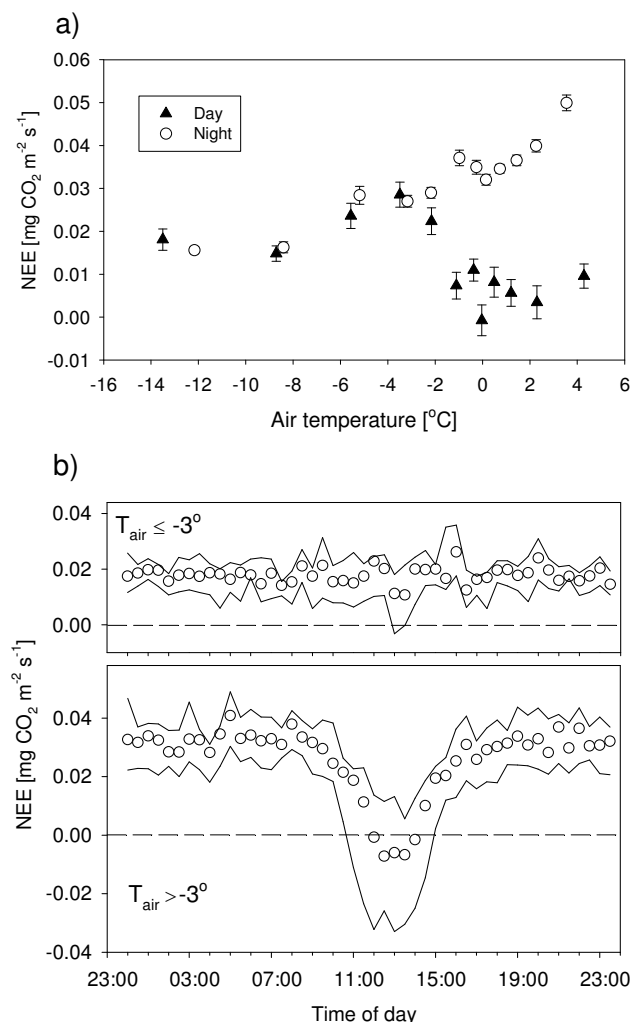 a)
0.06
0.05
0.04
0.03
0.02
0.01
0.00
-0.01
NEE [mg CO₂ m⁻² s⁻¹]
Day
Night
-16 -14 -12 -10 -8 -6 -4 -2 0 2 4 6
Air temperature [°C]
b)
0.04
0.02
0.00
T_air ≤ -3°
0.04
0.02
0.00
-0.02
-0.04
NEE [mg CO₂ m⁻² s⁻¹]
T_air > -3°
23:00 03:00 07:00 11:00 15:00 19:00 23:00
Time of day